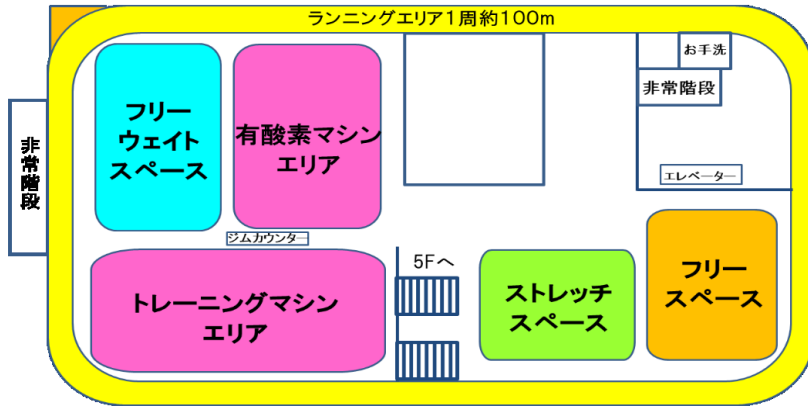 ランニングエリア1周約100m
お手洗
非常階段
フリー
ウェイト
スペース
有酸素マシン
エリア
非常階段
エレベーター
ジムカウンター
5Fへ
トレーニングマシン
エリア
ストレッチ
スペース
フリー
スペース